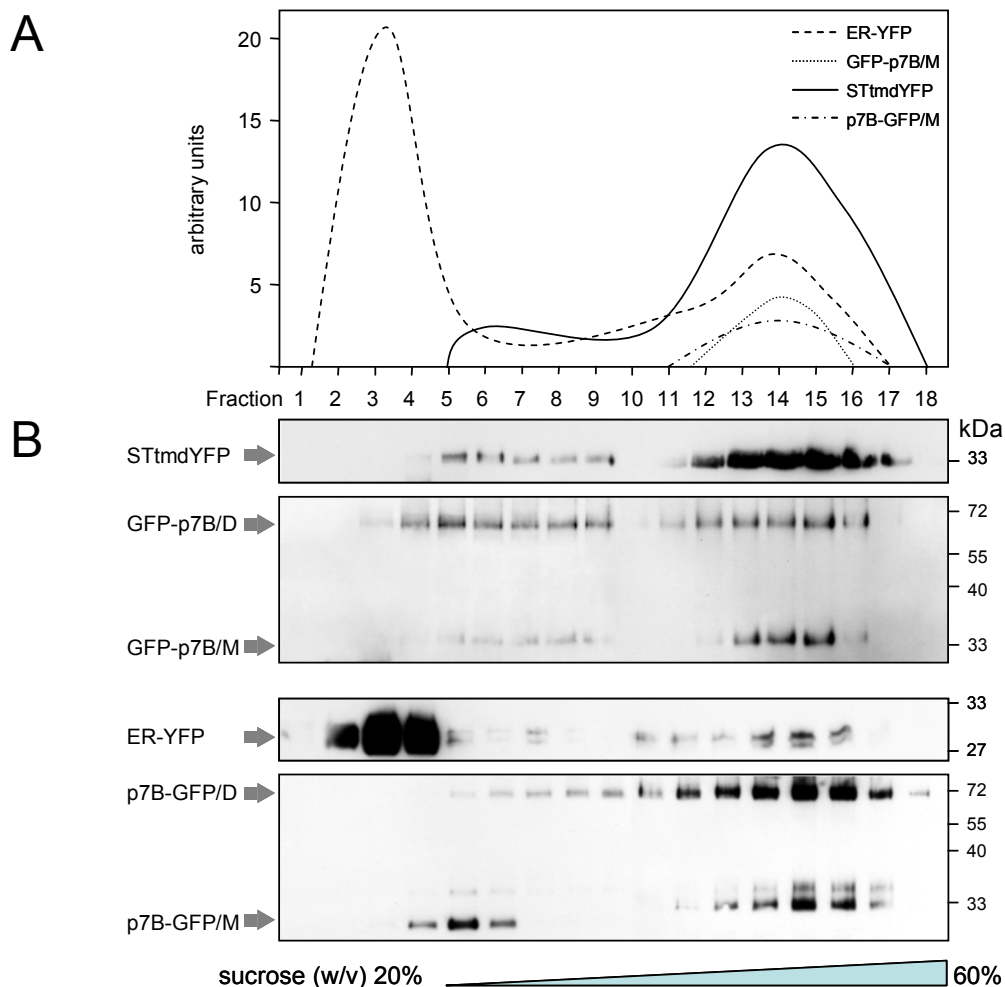 A
20
15
10
5
arbitrary units
ER-YFP
GFP-p7B/M
STtmdYFP
p7B-GFP/M
Fraction 1 2 3 4 5 6 7 8 9 10 11 12 13 14 15 16 17 18
B
kDa
STtmdYFP
33
GFP-p7B/D
72
55
40
GFP-p7B/M
33
ER-YFP
33
27
p7B-GFP/D
72
55
40
p7B-GFP/M
33
sucrose (w/v) 20% 60%